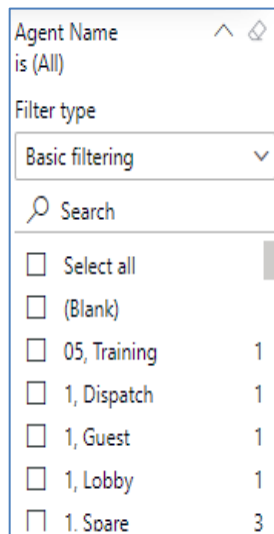 Agent Name
is (All)
Filter type
Basic filtering
Search
Select all
(Blank)
05, Training 1
1, Dispatch 1
1, Guest 1
1, Lobby 1
1, Spare 3